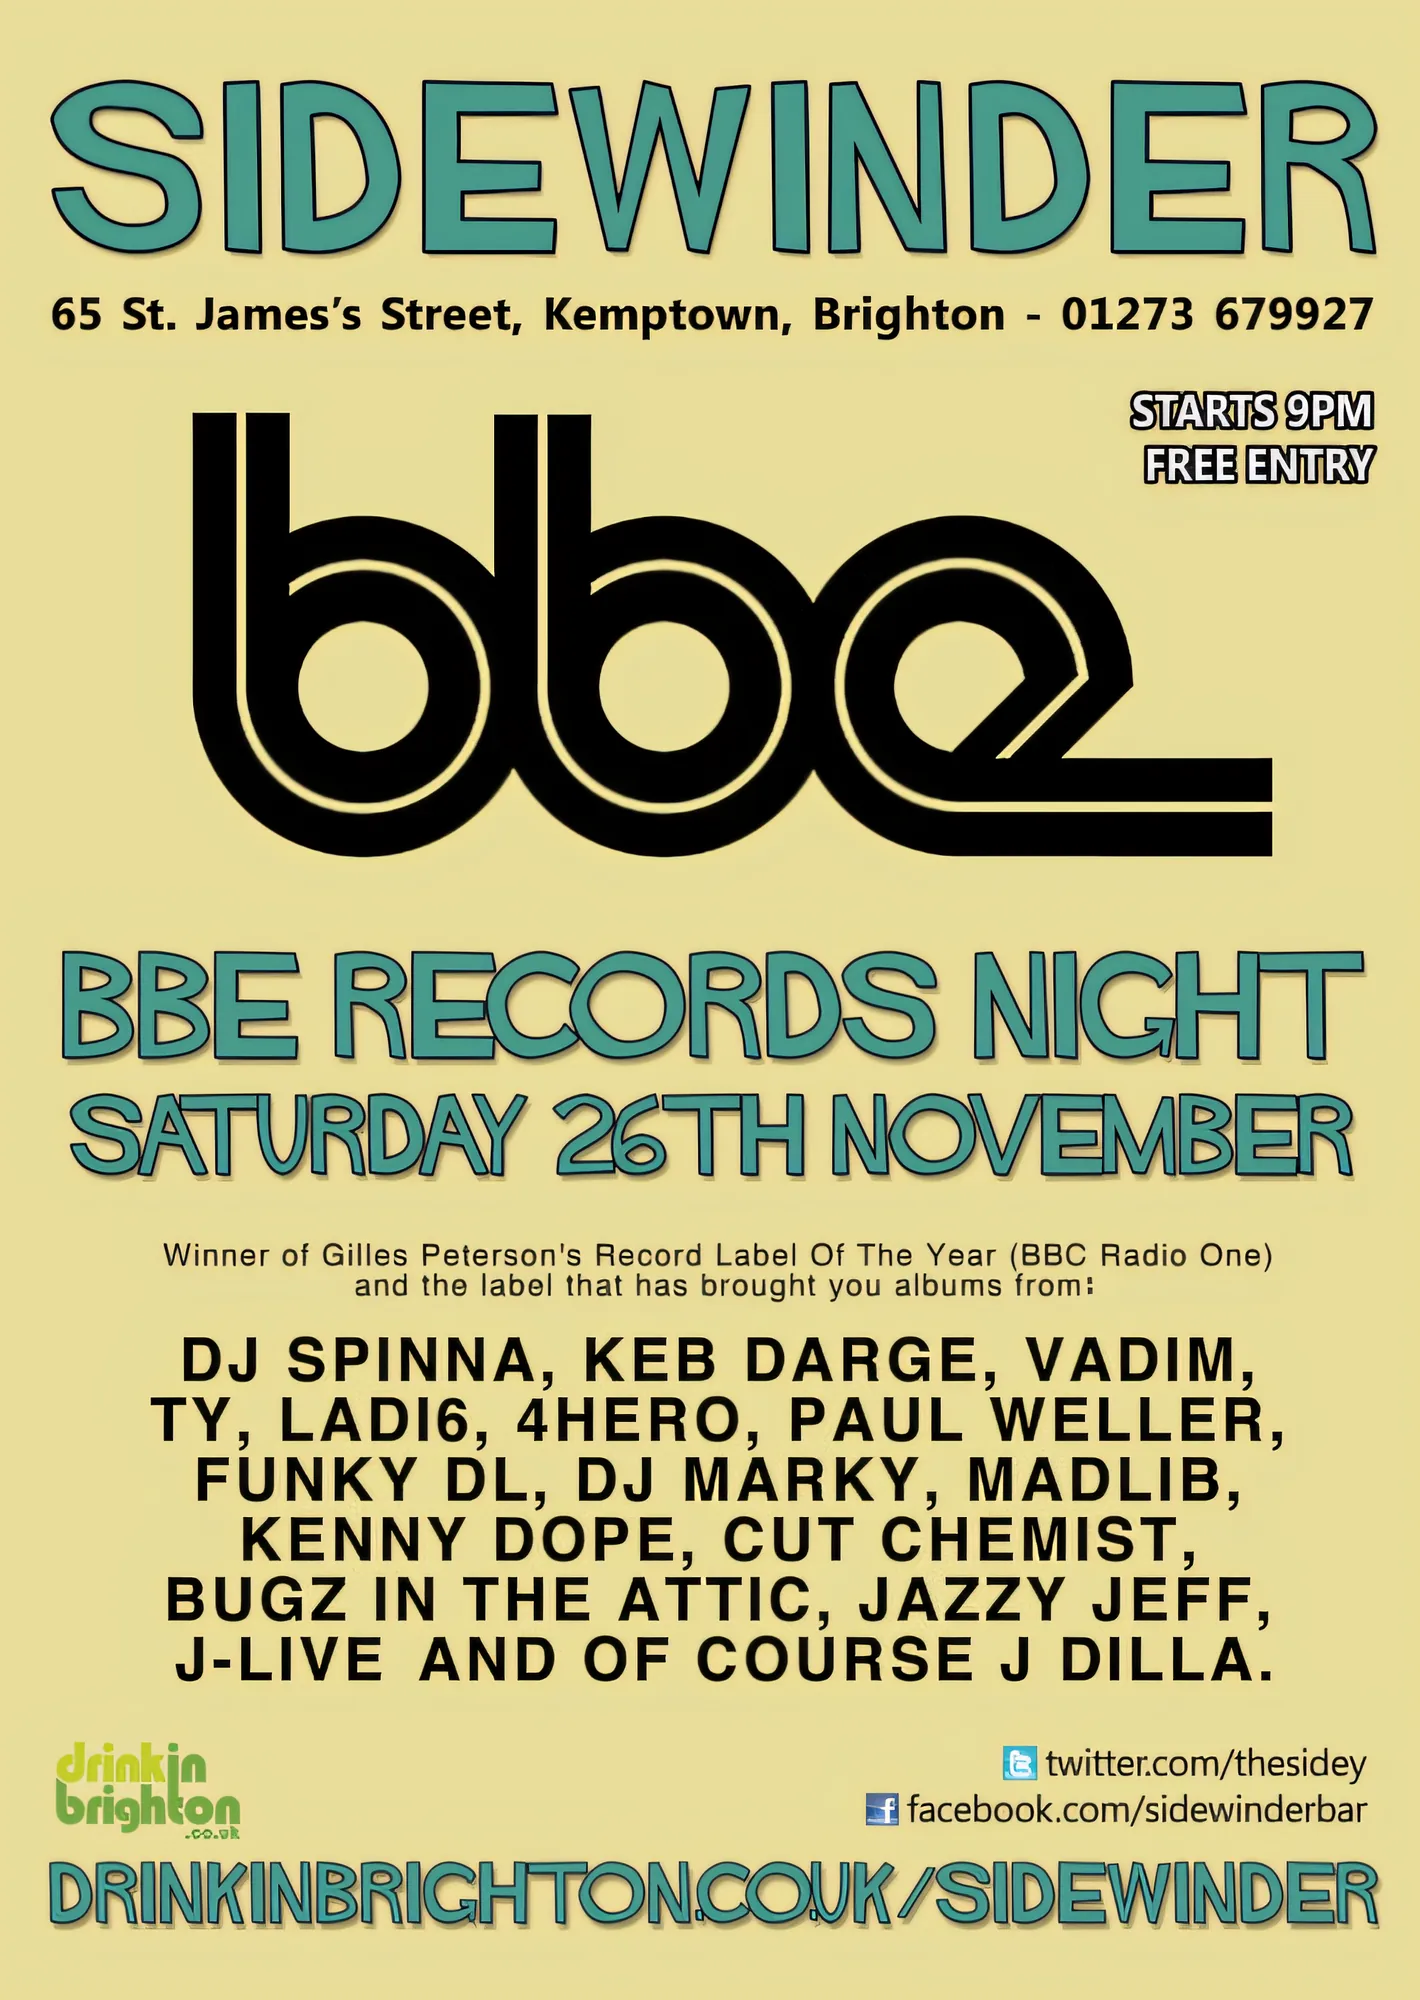 SIDEWINDER
65 St. James's Street, Kemptown, Brighton - 01273 679927
STARTS 9PM
FREE ENTRY
bbe
BBE RECORDS NIGHT
SATURDAY 26TH NOVEMBER
Winner of Gilles Peterson's Record Label Of The Year (BBC Radio One)
and the label that has brought you albums from:
DJ SPINNA, KEB DARGE, VADIM,
TY, LADI6, 4HERO, PAUL WELLER,
FUNKY DL, DJ MARKY, MADLIB,
KENNY DOPE, CUT CHEMIST,
BUGZ IN THE ATTIC, JAZZY JEFF,
J-LIVE AND OF COURSE J DILLA.
drinkin
brighton
.co.uk
twitter.com/thesidey
facebook.com/sidewinderbar
DRINKINBRIGHTON.CO.UK/SIDEWINDER